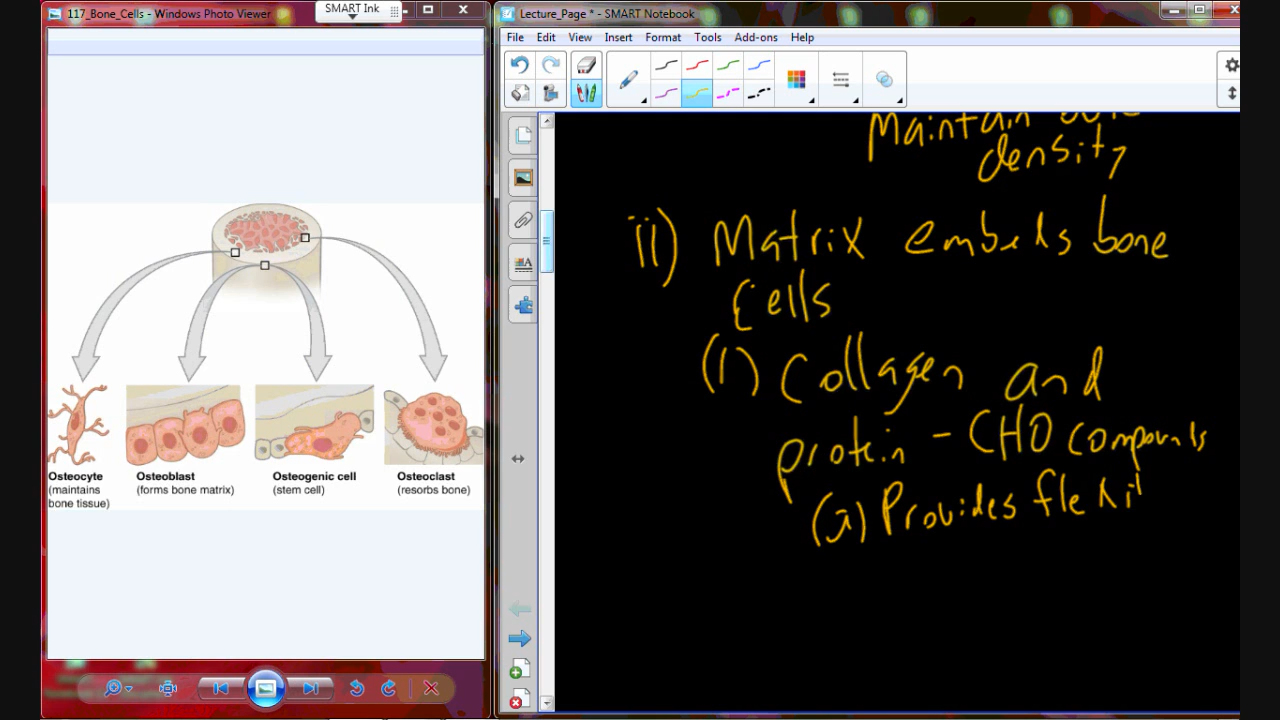 117_Bone_Cells - Windows Photo Viewer
SMART Ink
Osteocyte
(maintains
bone tissue)
Osteoblast
(forms bone matrix)
Osteogenic cell
(stem cell)
Osteoclast
(resorbs bone)
Lecture_Page * - SMART Notebook
File Edit View Insert Format Tools Add-ons Help
Maintain
density
ii) Matrix embeds bone
Cells
(1) Collagen and
protein - CHO compounds
(a) Provides flexi